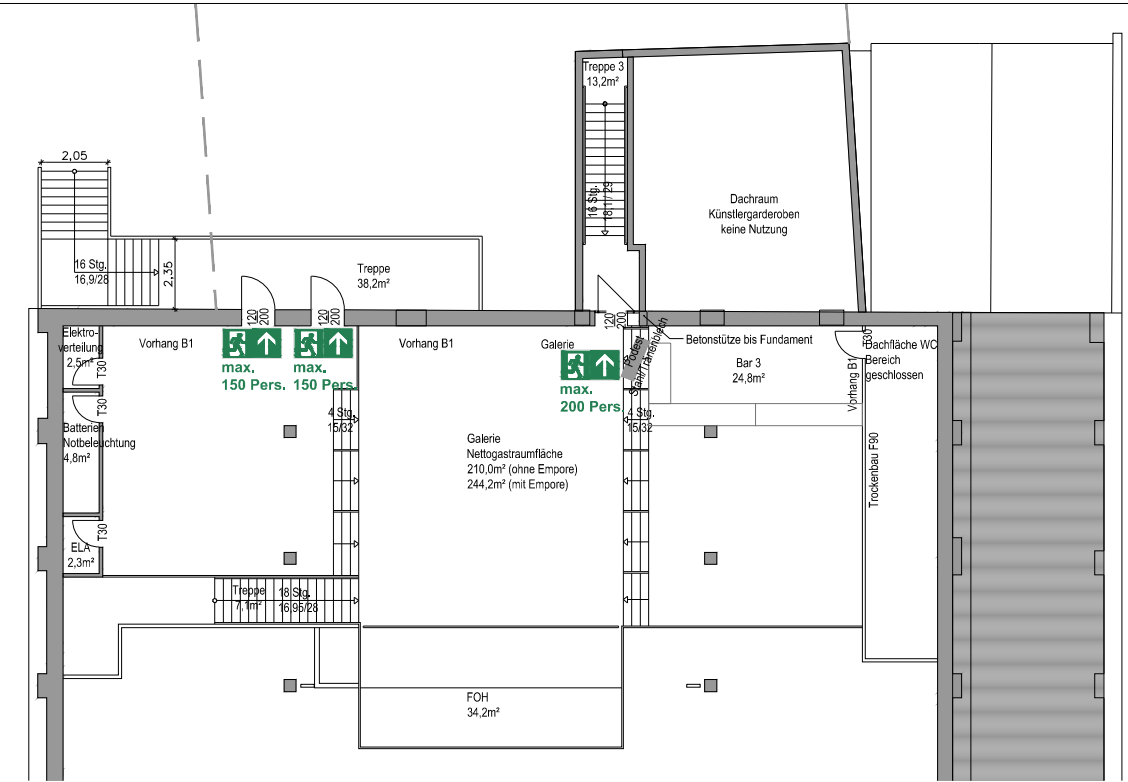 Treppe 3
13,2m²
2,05
16 Stg.
18,1 / 29
Dachraum
Künstlergarderoben
keine Nutzung
16 Stg.
16,9/28
2,35
Treppe
38,2m²
120
200
120
200
120
200
Elektro-
verteilung
2,5m²
T30
Vorhang B1
max.
150 Pers.
max.
150 Pers.
Vorhang B1
Galerie
max.
200 Pers.
Podest
Stahl/Tränenblech
Betonstütze bis Fundament
Bar 3
24,8m²
T30
Vorhang B1
Dachfläche WC
Bereich
geschlossen
T30
Batterien
Notbeleuchtung
4,8m²
4 Stg.
15/32
4 Stg.
15/32
Galerie
Nettogastraumfläche
210,0m² (ohne Empore)
244,2m² (mit Empore)
Trockenbau F90
T30
ELA
2,3m²
Treppe
7,1m²
18 Stg.
16,95/28
FOH
34,2m²